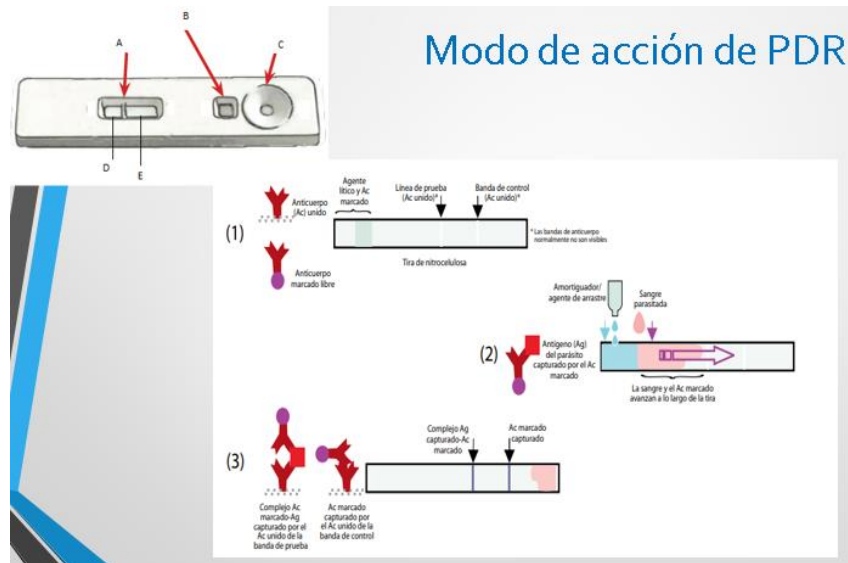 A
B
C
Modo de acción de PDR
D
E
(1)
Anticuerpo
(Ac) unido
Anticuerpo
marcado libre
Agente
lítico y Ac
marcado
Línea de prueba
(Ac unido)*
Banda de control
(Ac unido)*
* Las bandas de anticuerpo
normalmente no son visibles
Tira de nitrocelulosa
(2)
Antígeno (Ag)
del parásito
capturado por el Ac
marcado
Amortiguador/
agente de arrastre
Sangre
parasitada
La sangre y el Ac marcado
avanzan a lo largo de la tira
(3)
Complejo Ac
marcado-Ag
capturado por el
Ac unido de la
banda de prueba
Ac marcado
capturado por
el Ac unido de la
banda de control
Complejo Ag
capturado-Ac
marcado
Ac marcado
capturado